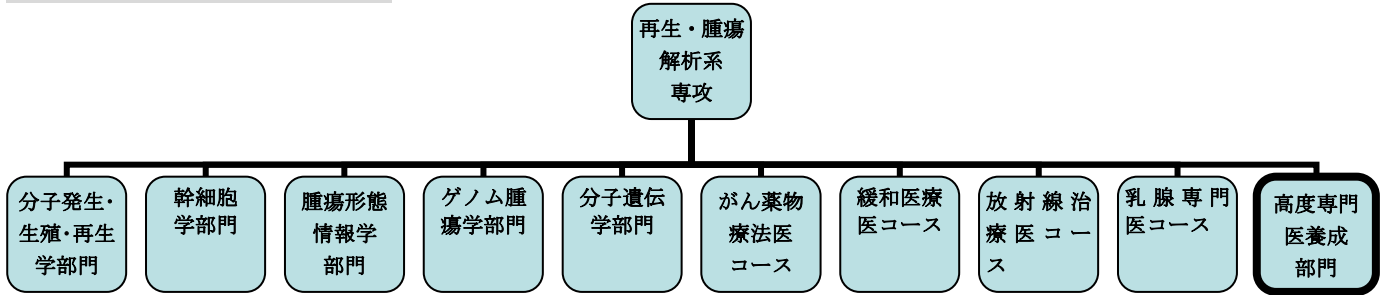 再生・腫瘍
解析系
専攻
分子発生・
生殖・再生
学部門
幹細胞
学部門
腫瘍形態
情報学
部門
ゲノム腫
瘍学部門
分子遺伝
学部門
がん薬物
療法医
コース
緩和医療
医コース
放射線治
療医コー
ス
乳腺専門
医コース
高度専門
医養成
部門